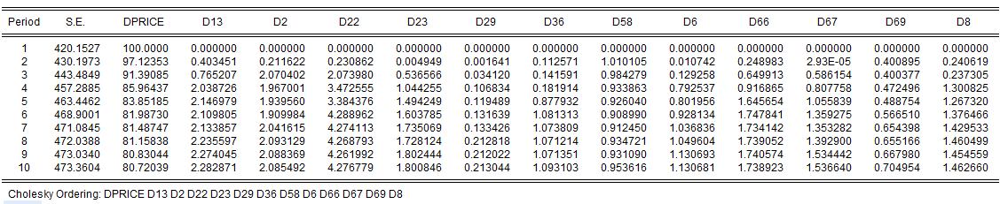 Period S.E. DPRICE D13 D2 D22 D23 D29 D36 D58 D6 D66 D67 D69 D8
1 420.1527 100.0000 0.000000 0.000000 0.000000 0.000000 0.000000 0.000000 0.000000 0.000000 0.000000 0.000000 0.000000 0.000000
2 430.1973 97.12353 0.403451 0.211622 0.230862 0.004949 0.001641 0.112571 1.010105 0.010742 0.248983 2.93E-05 0.400895 0.240619
3 443.4849 91.39085 0.765207 2.070402 2.073980 0.536566 0.034120 0.141591 0.984279 0.129258 0.649913 0.586154 0.400377 0.237305
4 457.2885 85.96437 2.038726 1.967001 3.472555 1.044255 0.106834 0.181914 0.933863 0.792537 0.916865 0.807758 0.472496 1.300825
5 463.4462 83.85185 2.146979 1.939560 3.384376 1.494249 0.119489 0.877932 0.926040 0.801956 1.645654 1.055839 0.488754 1.267320
6 468.9001 81.98730 2.109805 1.909984 4.288962 1.603785 0.131639 1.081313 0.908990 0.928134 1.747841 1.359275 0.566510 1.376466
7 471.0845 81.48747 2.133857 2.041615 4.274113 1.735069 0.133426 1.073809 0.912450 1.036836 1.734142 1.353282 0.654398 1.429533
8 472.0388 81.15838 2.235597 2.093129 4.268793 1.728124 0.212818 1.071214 0.934721 1.049604 1.739052 1.392900 0.655166 1.460499
9 473.0340 80.83044 2.274045 2.088369 4.261992 1.802444 0.212022 1.071351 0.931090 1.130693 1.740574 1.534442 0.667980 1.454559
10 473.3604 80.72039 2.282871 2.085492 4.276779 1.800846 0.213044 1.093103 0.953616 1.130681 1.738923 1.536640 0.704954 1.462660
Cholesky Ordering: DPRICE D13 D2 D22 D23 D29 D36 D58 D6 D66 D67 D69 D8